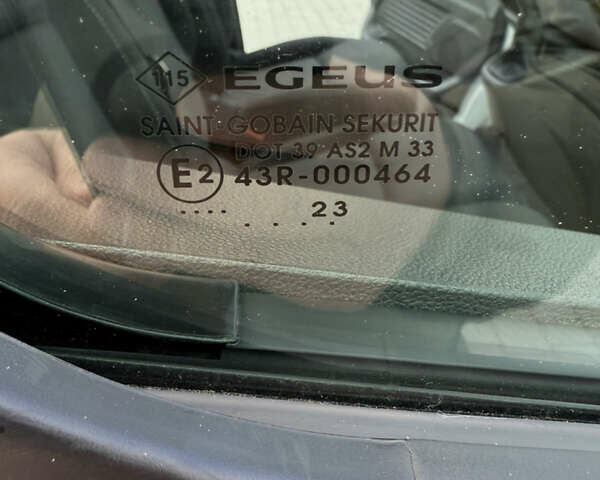 115 EGEUS
SAINT-GOBAIN SEKURIT
DOT 39 AS2 M 33
E2 43R-000464
.... 23
. . . .